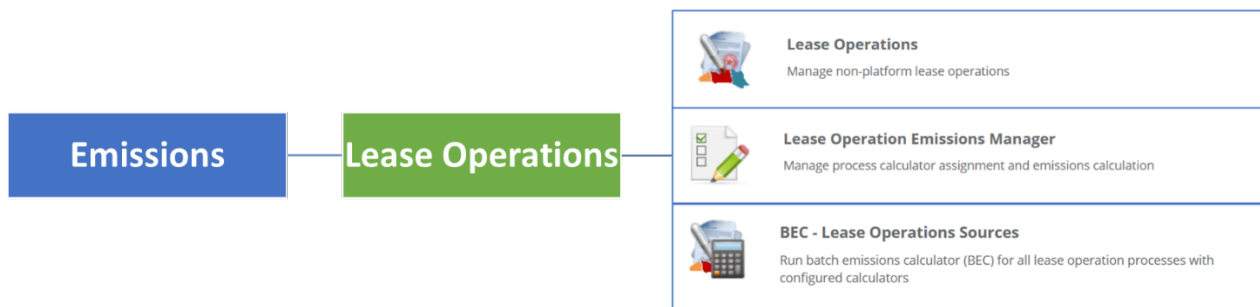 Emissions
Lease Operations
Lease Operations
Manage non-platform lease operations
Lease Operation Emissions Manager
Manage process calculator assignment and emissions calculation
BEC - Lease Operations Sources
Run batch emissions calculator (BEC) for all lease operation processes with
configured calculators